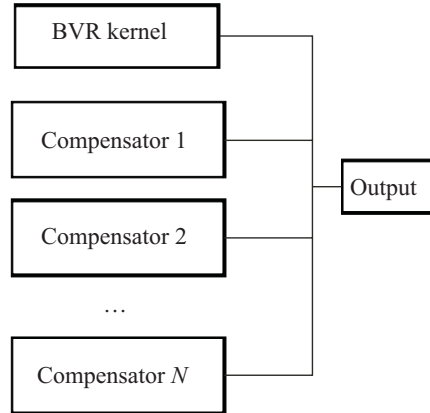 BVR kernel
Compensator 1
Output
Compensator 2
...
Compensator N